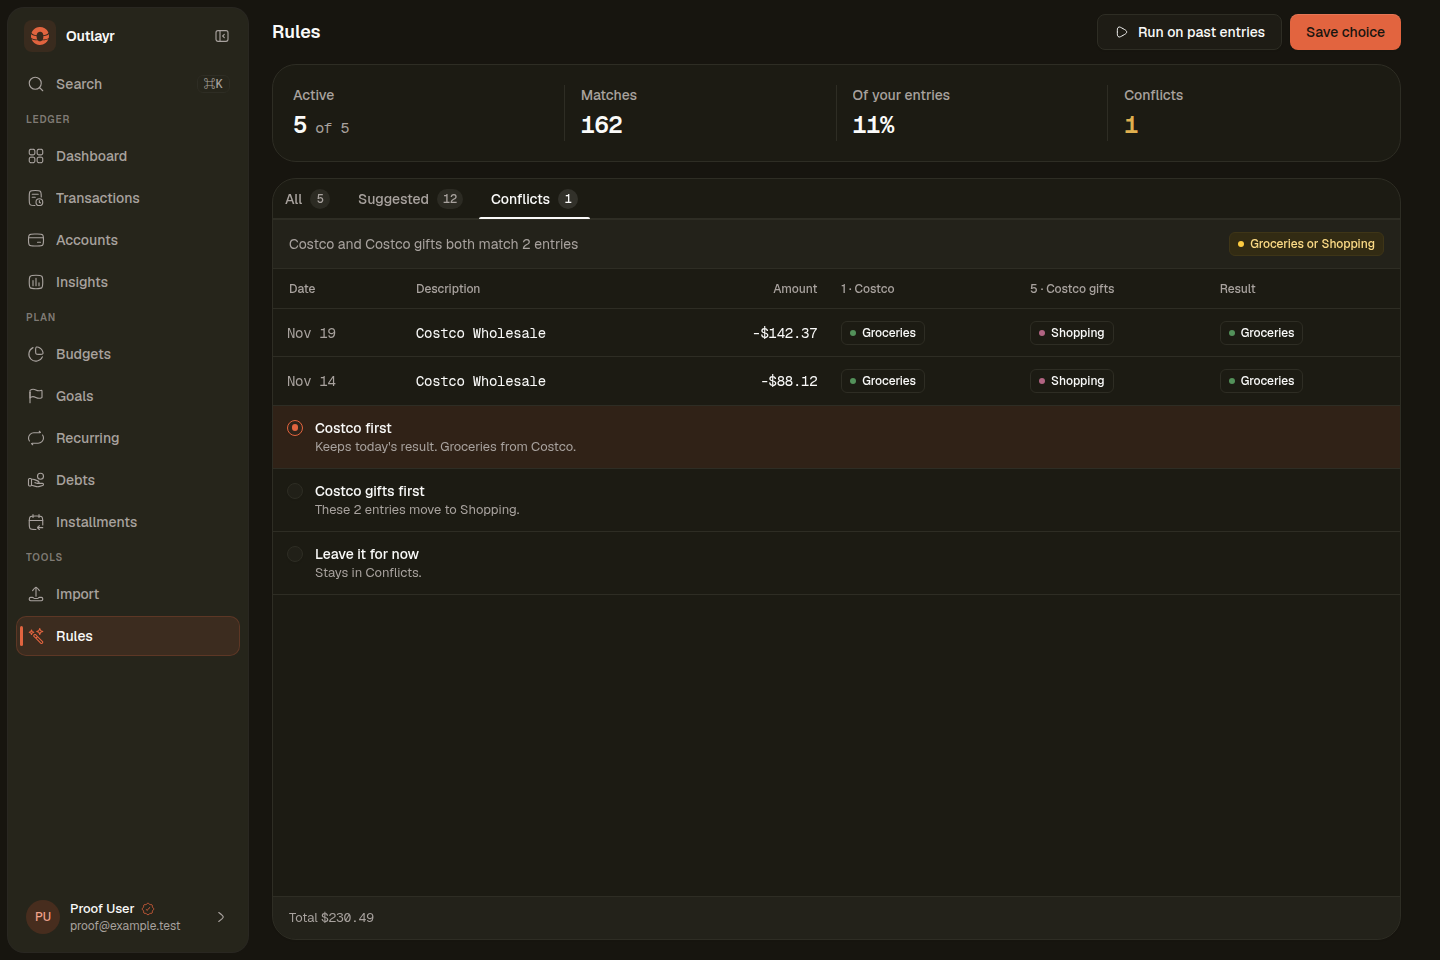 Outlayr
Search ⌘K
LEDGER
Dashboard
Transactions
Accounts
Insights
PLAN
Budgets
Goals
Recurring
Debts
Installments
TOOLS
Import
Rules
PU
Proof User
proof@example.test
Rules
Run on past entries
Save choice
Active
5 of 5
Matches
162
Of your entries
11%
Conflicts
1
All 5 Suggested 12 Conflicts 1
Costco and Costco gifts both match 2 entries Groceries or Shopping
Date Description Amount 1 · Costco 5 · Costco gifts Result
Nov 19 Costco Wholesale -$142.37 Groceries Shopping Groceries
Nov 14 Costco Wholesale -$88.12 Groceries Shopping Groceries
Costco first
Keeps today's result. Groceries from Costco.
Costco gifts first
These 2 entries move to Shopping.
Leave it for now
Stays in Conflicts.
Total $230.49